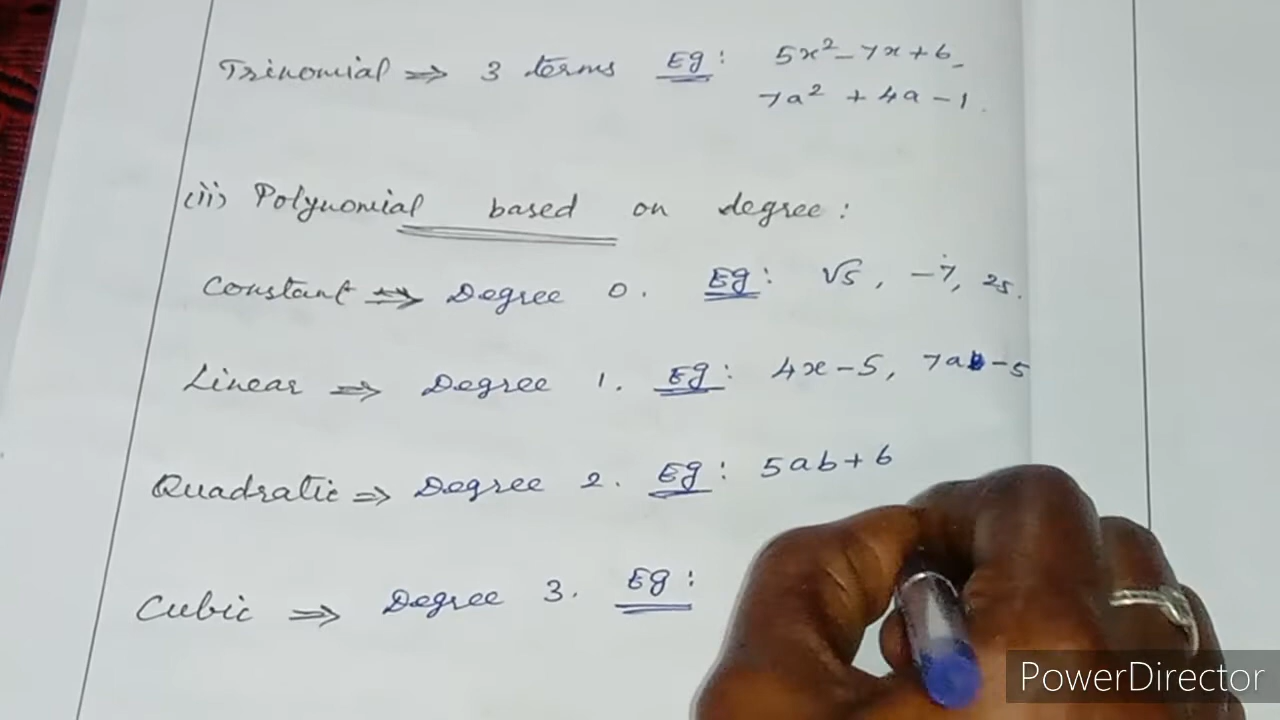 Trinomial ⇒ 3 terms Eg: 5x² - 7x + 6
7a² + 4a - 1.
(ii) Polynomial based on degree:
Constant ⇒ Degree 0. Eg: √5, -7, 25.
Linear ⇒ Degree 1. Eg: 4x - 5, 7a - 5
Quadratic ⇒ Degree 2. Eg: 5ab + 6
Cubic ⇒ Degree 3. Eg:
PowerDirector